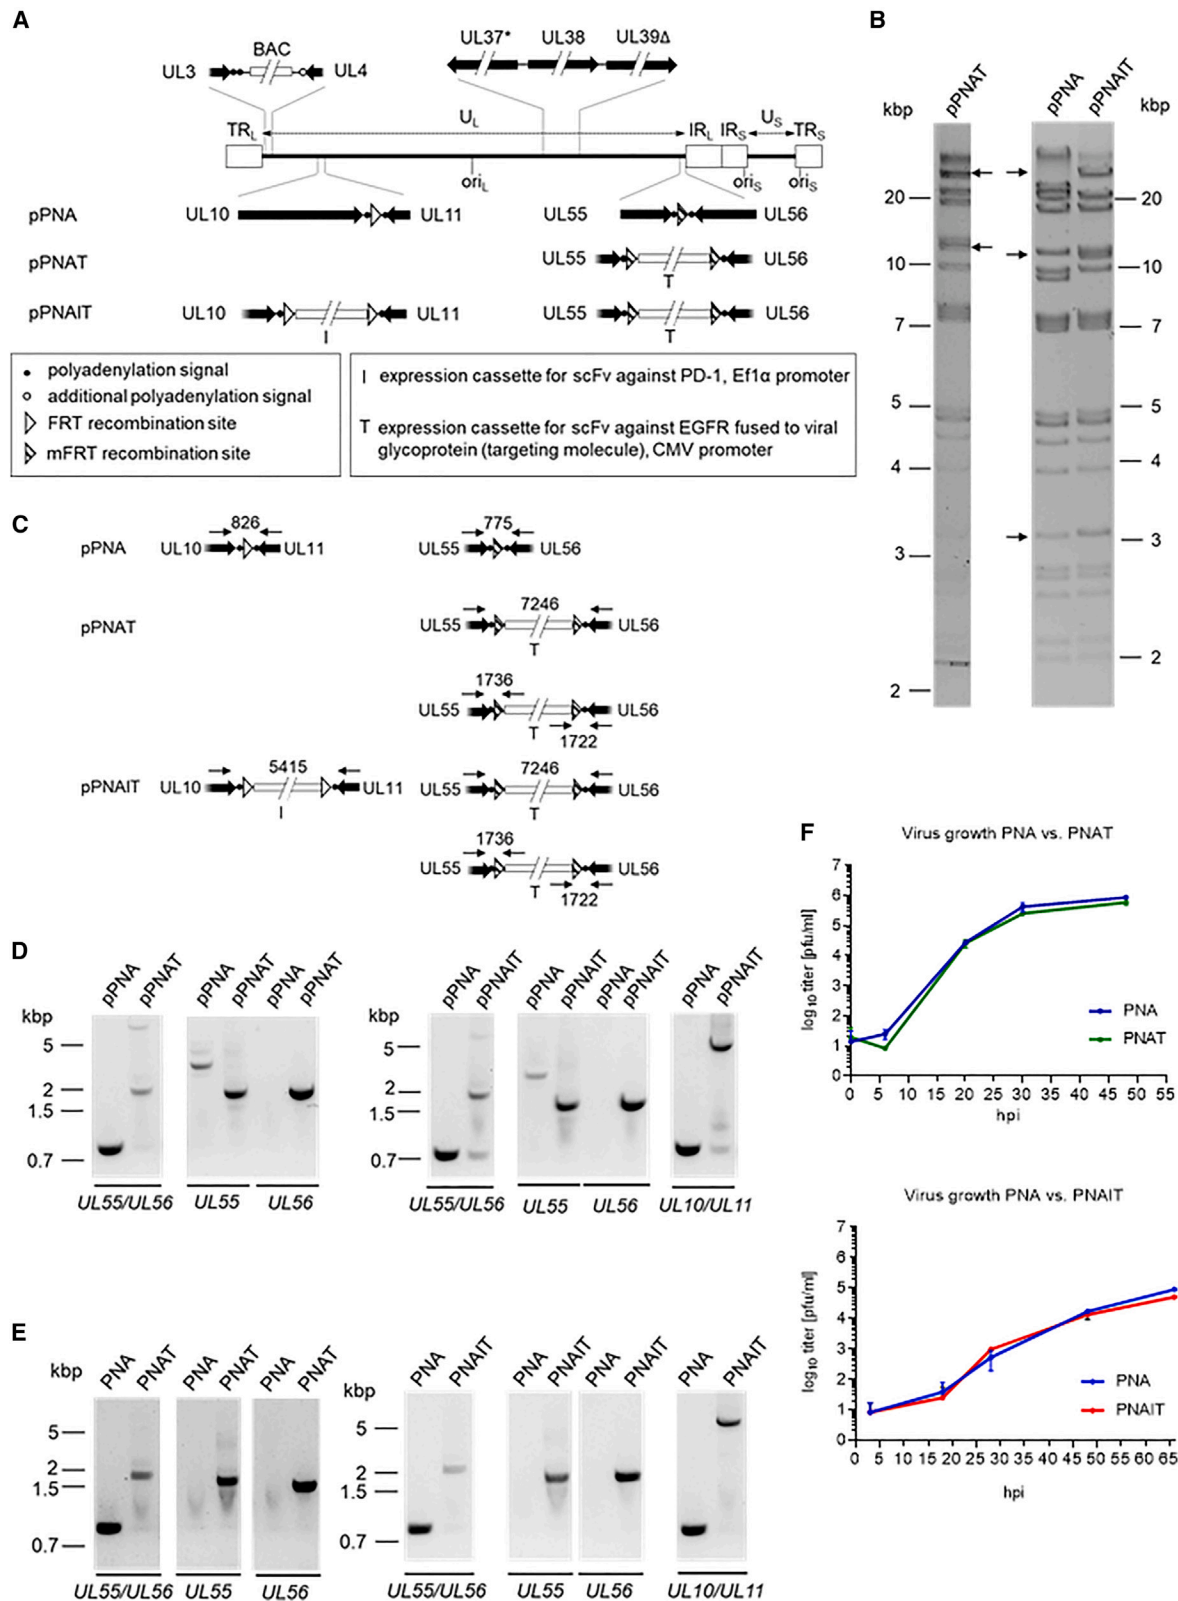 A
UL3 BAC UL4
UL37* UL38 UL39Δ
TRL UL IRL IRS US TRS
oriL oriS oriS
pPNA UL10 UL11 UL55 UL56
pPNAT UL55 UL56
T
pPNAIT UL10 UL11 UL55 UL56
I T
polyadenylation signal
additional polyadenylation signal
FRT recombination site
mFRT recombination site
I expression cassette for scFv against PD-1, Ef1α promoter
T expression cassette for scFv against EGFR fused to viral
glycoprotein (targeting molecule), CMV promoter
B
pPNAT pPNA pPNAIT
kbp kbp
20 20
10 10
7 7
5 5
4 4
3 3
2 2
C
826 775
pPNA UL10 UL11 UL55 UL56
7246
pPNAT UL55 UL56
T
1736
UL55 UL56
T 1722
5415 7246
pPNAIT UL10 UL11 UL55 UL56
I T
1736
UL55 UL56
T 1722
D
pPNA pPNAT pPNA pPNAT pPNA pPNAT
kbp
5
2
1.5
0.7
UL55/UL56 UL55 UL56
pPNA pPNAIT pPNA pPNAIT pPNA pPNAIT pPNA pPNAIT
kbp
5
2
1.5
0.7
UL55/UL56 UL55 UL56 UL10/UL11
E
PNA PNAT PNA PNAT PNA PNAT
kbp
5
2
1.5
0.7
UL55/UL56 UL55 UL56
PNA PNAIT PNA PNAIT PNA PNAIT PNA PNAIT
kbp
5
2
1.5
0.7
UL55/UL56 UL55 UL56 UL10/UL11
F
Virus growth PNA vs. PNAT
log10 titer [pfu/ml]
7
6
5
4
3
2
1
0
PNA
PNAT
0 5 10 15 20 25 30 35 40 45 50 55
hpi
Virus growth PNA vs. PNAIT
log10 titer [pfu/ml]
7
6
5
4
3
2
1
0
PNA
PNAIT
0 5 10 15 20 25 30 35 40 45 50 55 60 65
hpi